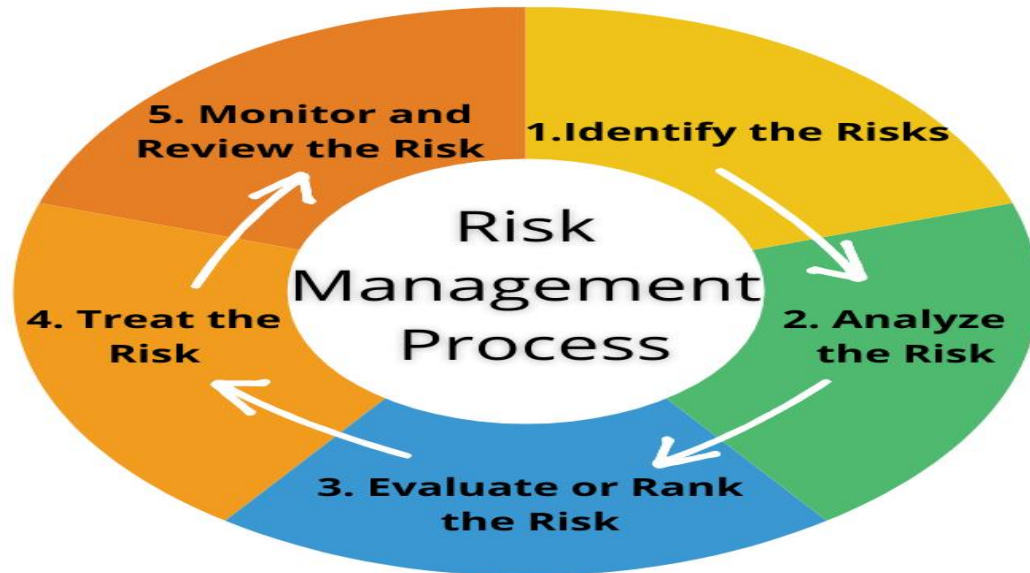 Risk
Management
Process
1.Identify the Risks
2. Analyze
the Risk
3. Evaluate or Rank
the Risk
4. Treat the
Risk
5. Monitor and
Review the Risk